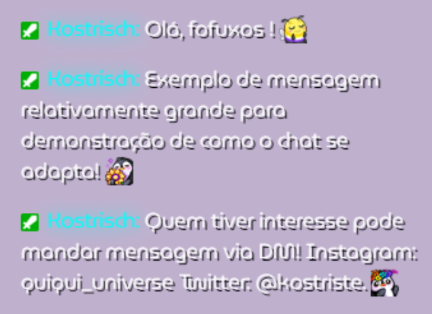 Kostrisch: Olá, fofuxos !
Kostrisch: Exemplo de mensagem
relativamente grande para
demonstração de como o chat se
adapta!
Kostrisch: Quem tiver interesse pode
mandar mensagem via DM! Instagram:
quiqui_universe Twitter: @kostriste.